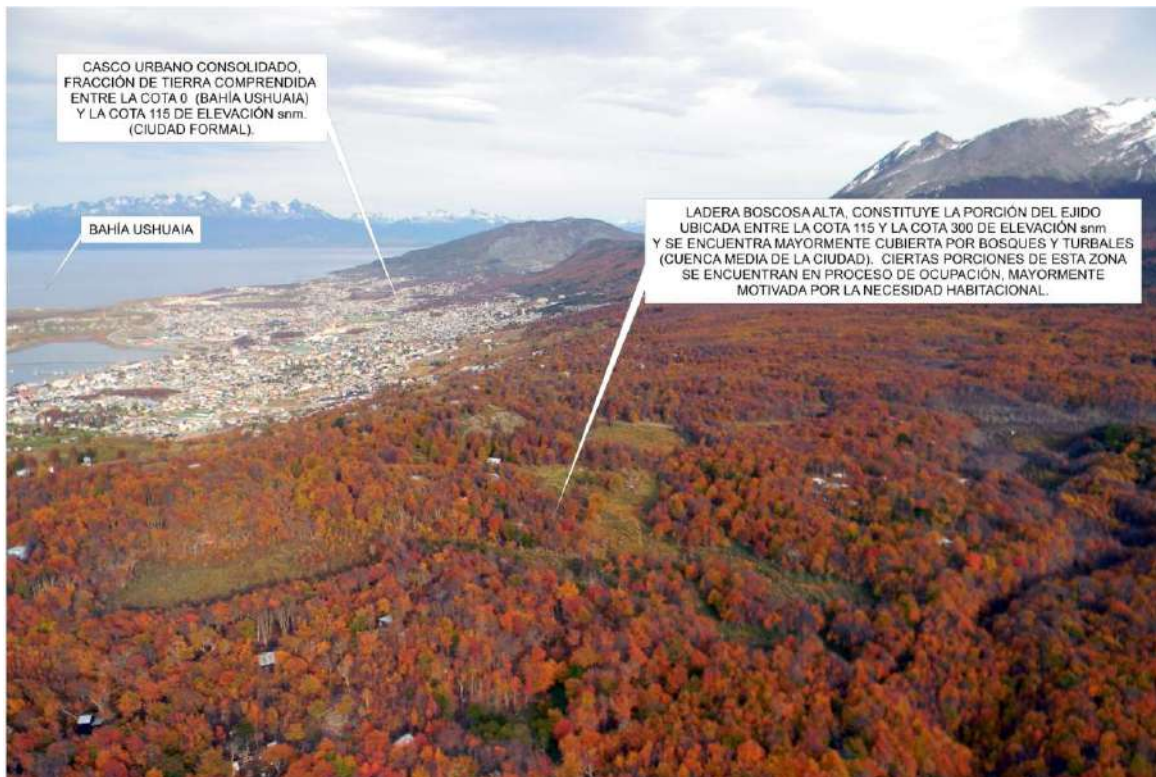 CASCO URBANO CONSOLIDADO,
FRACCIÓN DE TIERRA COMPRENDIDA
ENTRE LA COTA 0 (BAHÍA USHUAIA)
Y LA COTA 115 DE ELEVACIÓN snm.
(CIUDAD FORMAL).
BAHÍA USHUAIA
LADERA BOSCOSA ALTA, CONSTITUYE LA PORCIÓN DEL EJIDO
UBICADA ENTRE LA COTA 115 Y LA COTA 300 DE ELEVACIÓN snm
Y SE ENCUENTRA MAYORMENTE CUBIERTA POR BOSQUES Y TURBALES
(CUENCA MEDIA DE LA CIUDAD). CIERTAS PORCIONES DE ESTA ZONA
SE ENCUENTRAN EN PROCESO DE OCUPACIÓN, MAYORMENTE
MOTIVADA POR LA NECESIDAD HABITACIONAL.